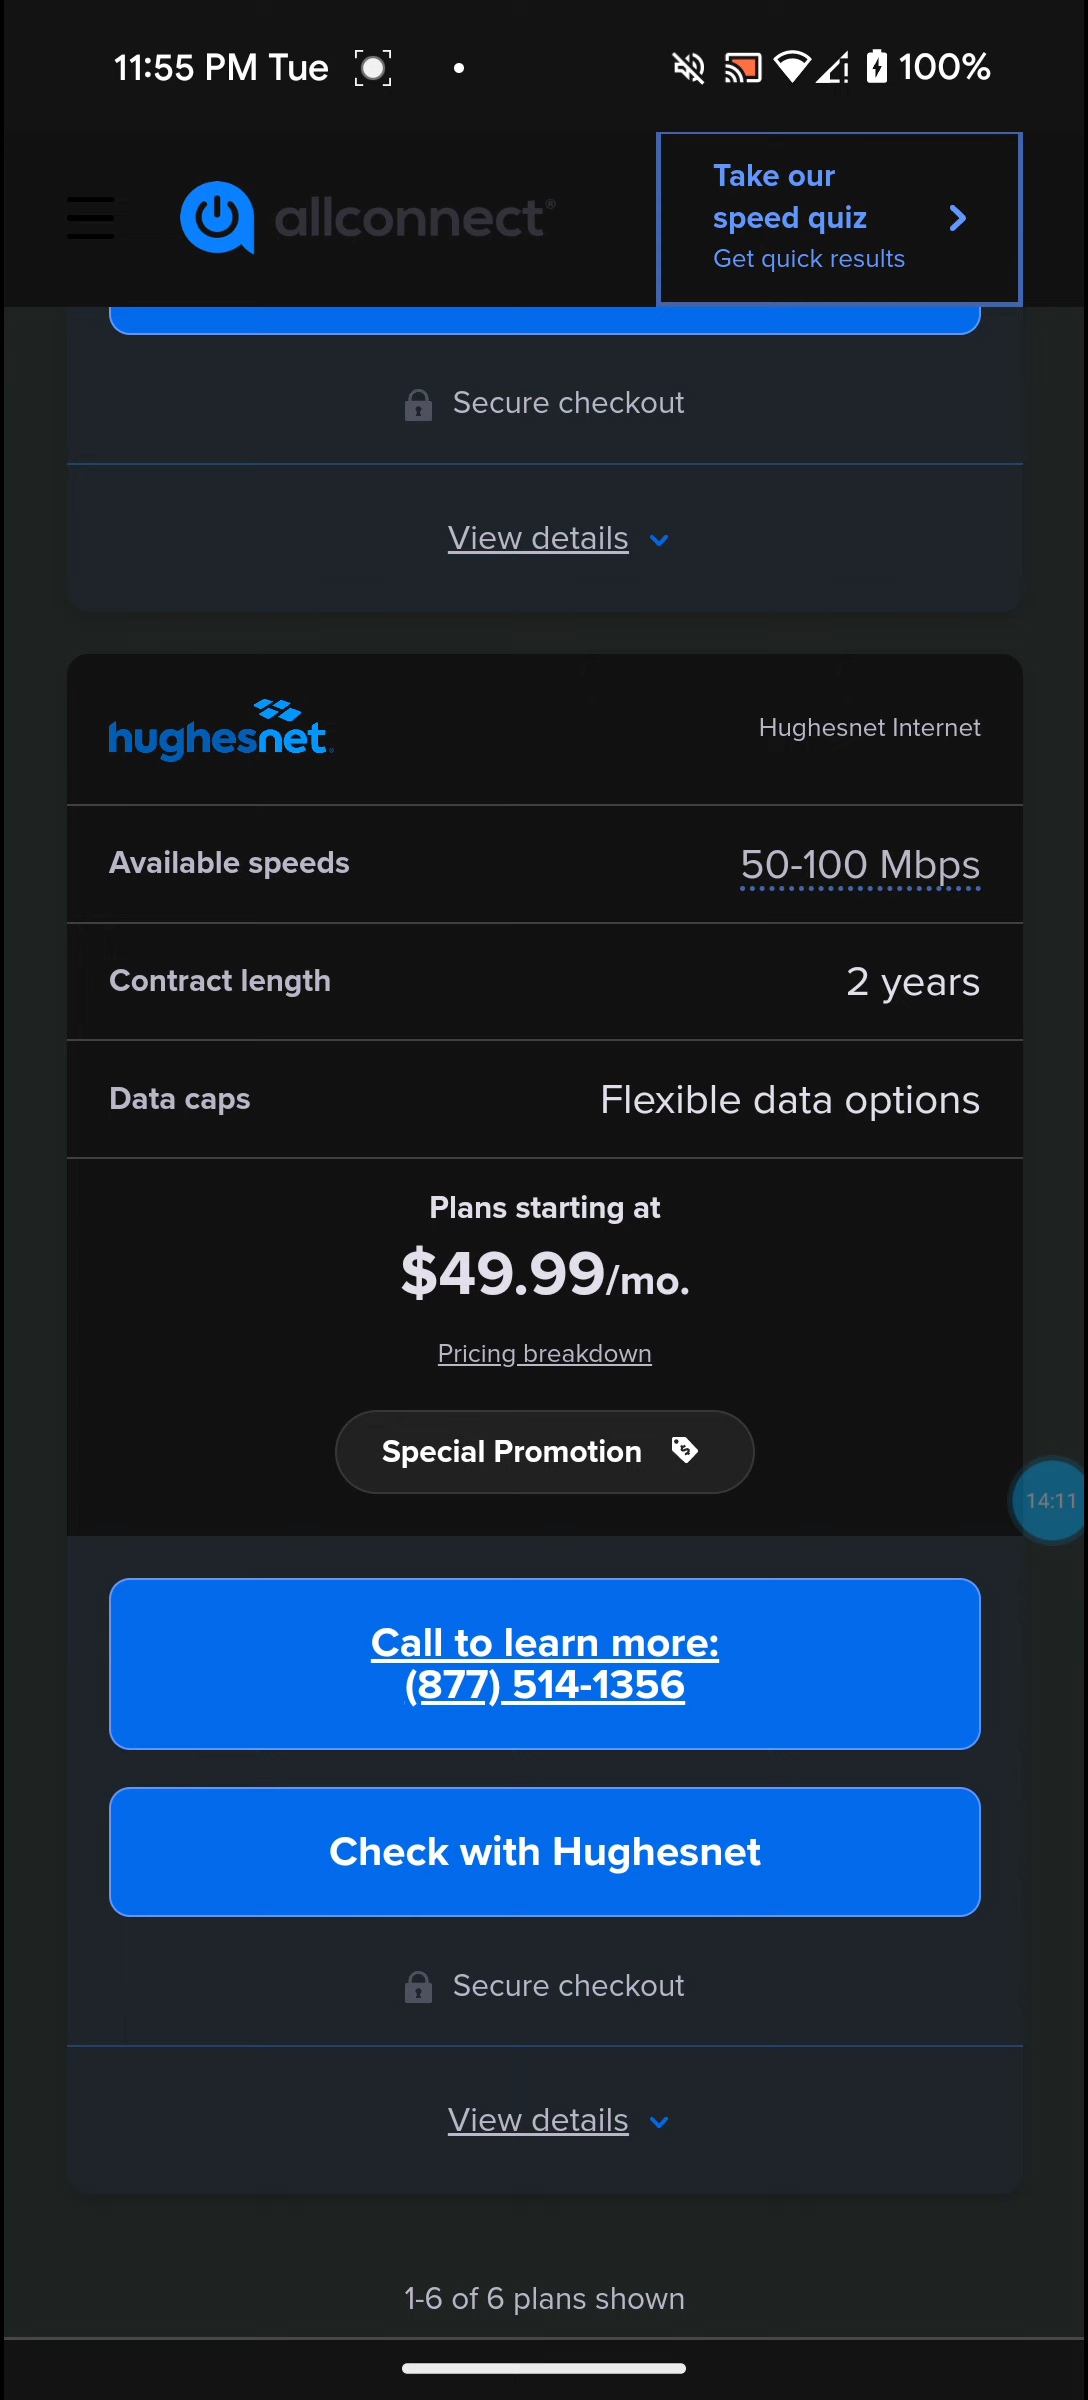 11:55 PM Tue
100%
allconnect®
Take our
speed quiz
Get quick results
Secure checkout
View details
hughesnet.
Hughesnet Internet
Available speeds
50-100 Mbps
Contract length
2 years
Data caps
Flexible data options
Plans starting at
$49.99/mo.
Pricing breakdown
Special Promotion
14:11
Call to learn more:
(877) 514-1356
Check with Hughesnet
Secure checkout
View details
1-6 of 6 plans shown